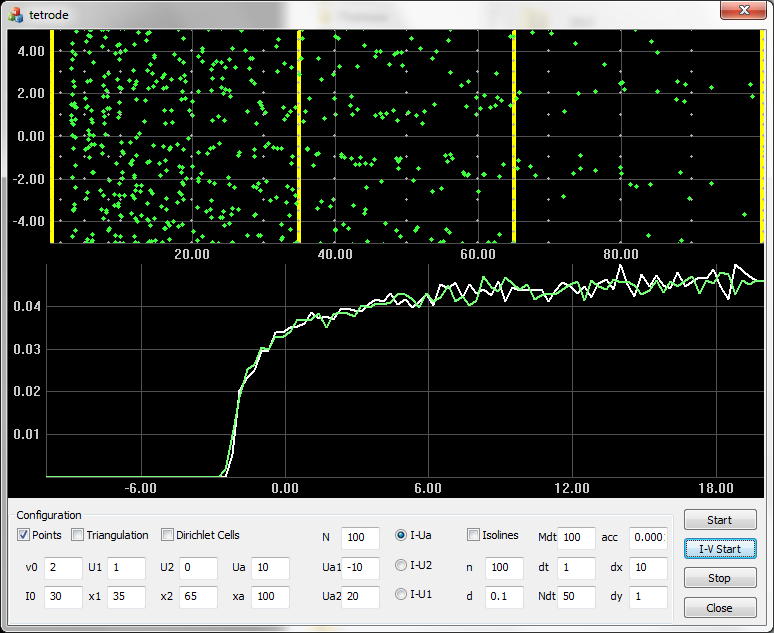 tetrode
4.00
2.00
0.00
-2.00
-4.00
20.00 40.00 60.00 80.00
0.04
0.03
0.02
0.01
-6.00 0.00 6.00 12.00 18.00
Configuration
Points Triangulation Dirichlet Cells N 100 I-Ua Isolines Mdt 100 acc 0.000 Start
v0 2 U1 1 U2 0 Ua 10 Ua1 -10 I-U2 n 100 dt 1 dx 10 I-V Start
I0 30 x1 35 x2 65 xa 100 Ua2 20 I-U1 d 0.1 Ndt 50 dy 1 Stop
Close